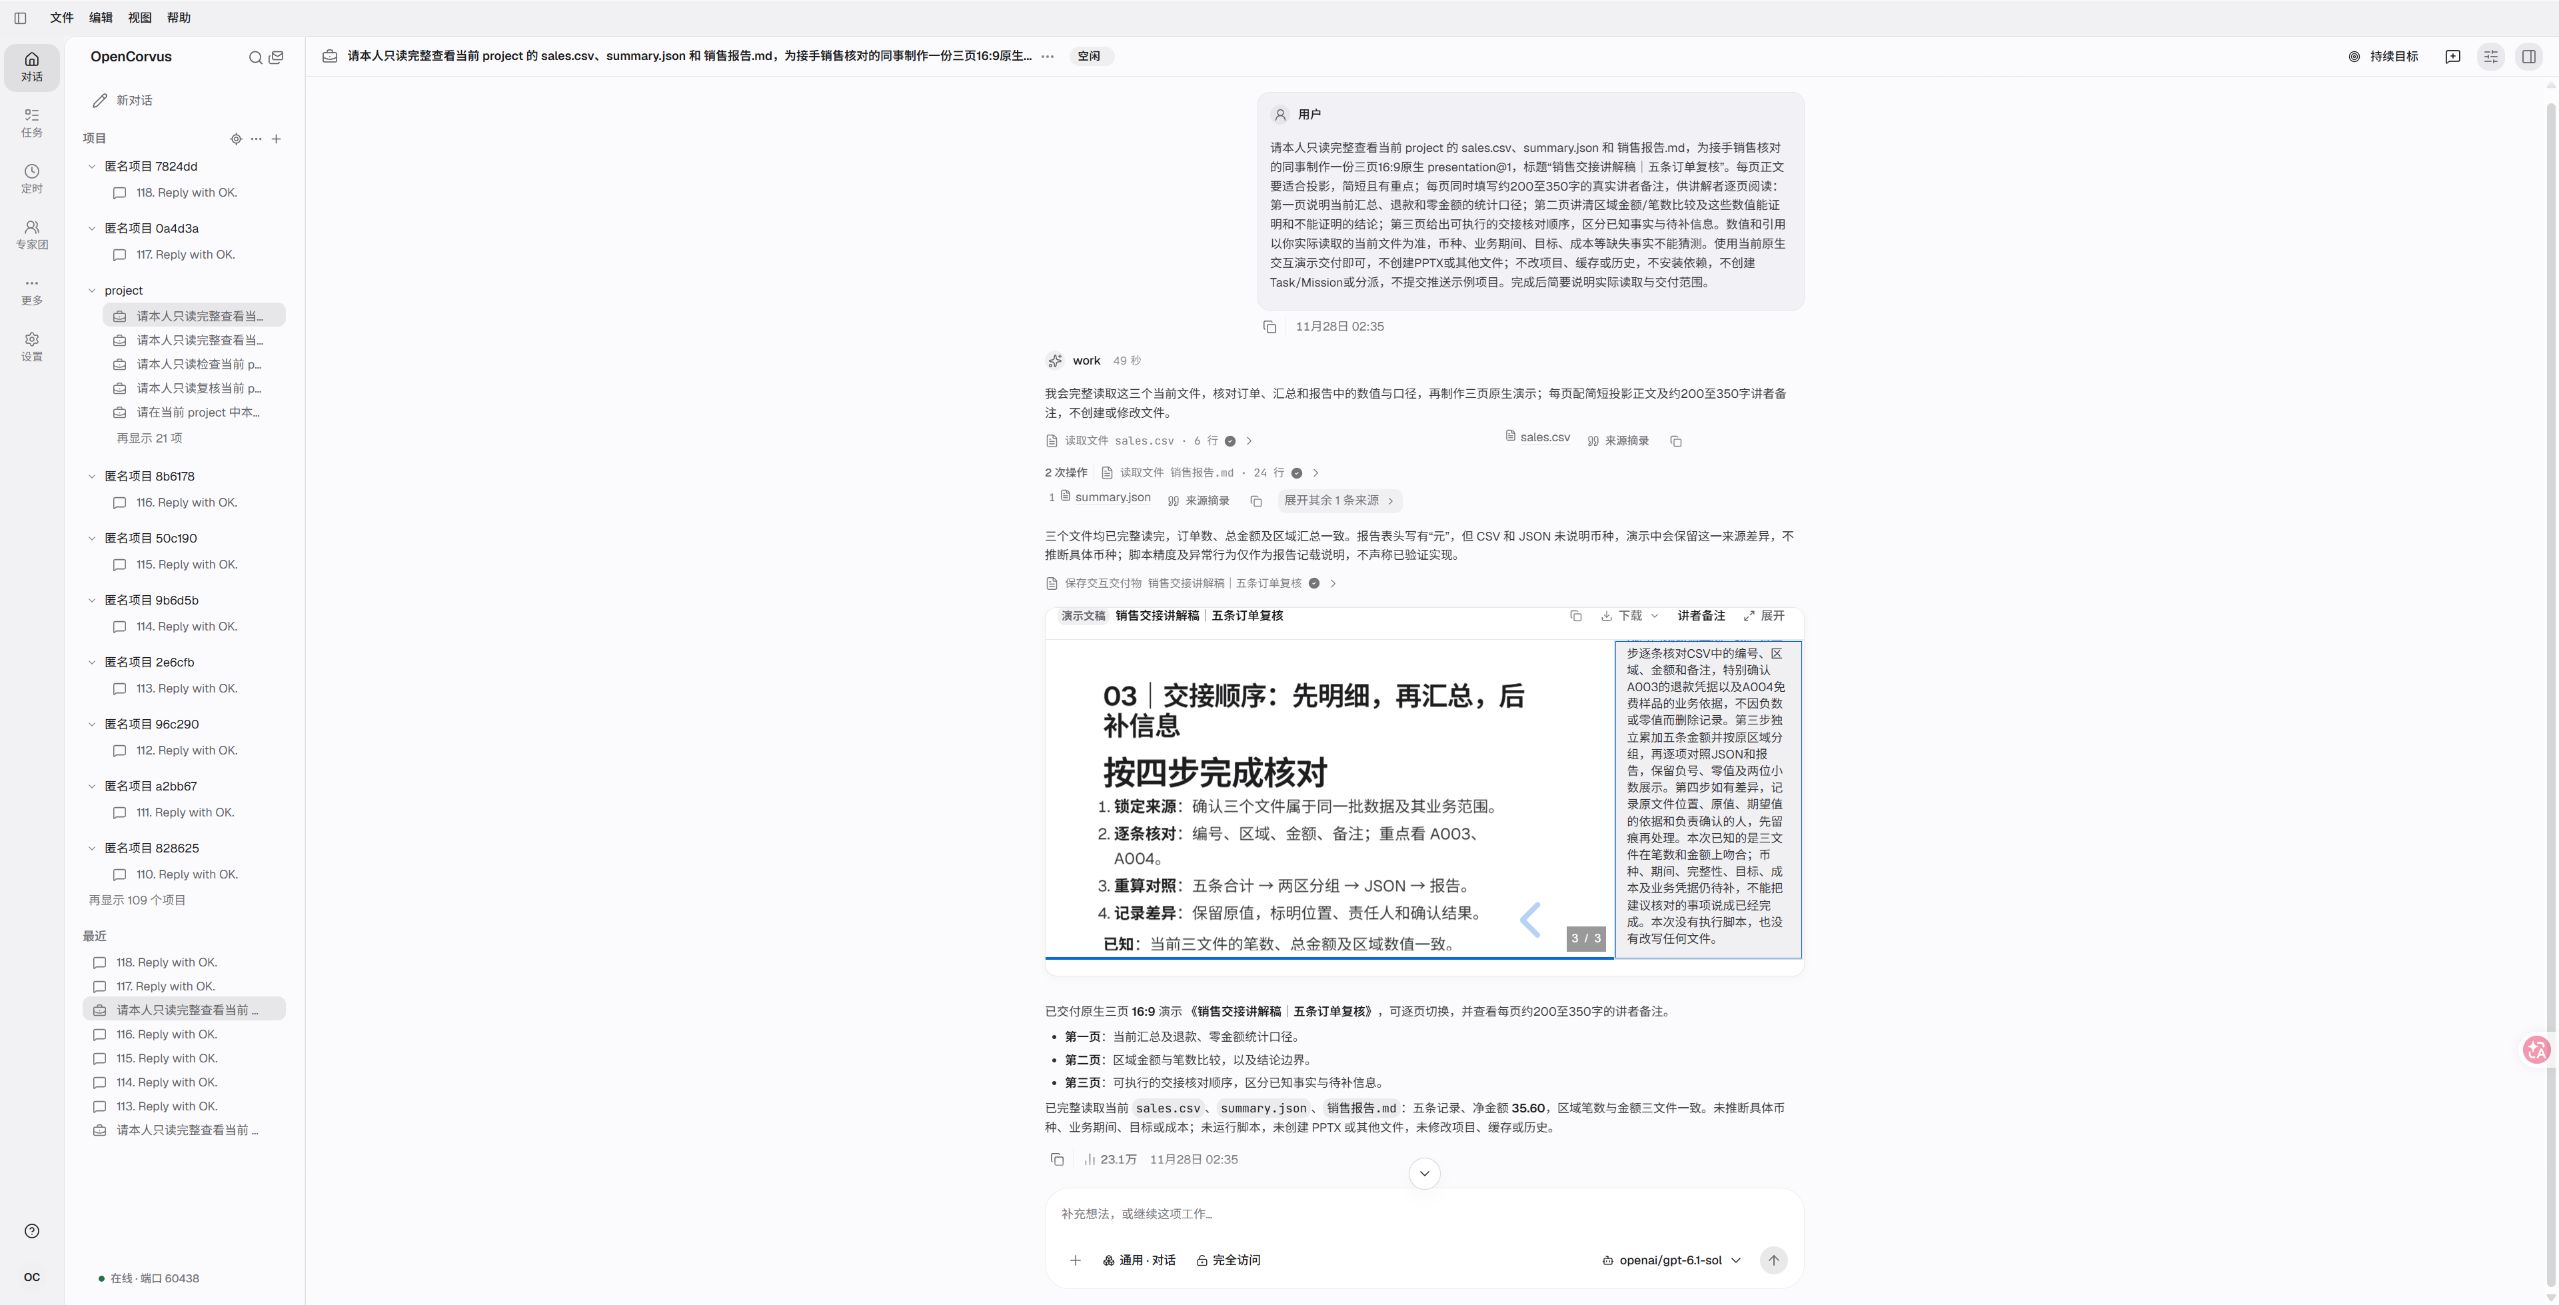 文件 编辑 视图 帮助
对话
任务
定时
专家团
更多
设置
OC
OpenCorvus
新对话
项目
匿名项目 7824dd
118. Reply with OK.
匿名项目 0a4d3a
117. Reply with OK.
project
请本人只读完整查看当...
请本人只读完整查看当...
请本人只读检查当前 p...
请本人只读复核当前 p...
请在当前 project 中本...
再显示 21 项
匿名项目 8b6178
116. Reply with OK.
匿名项目 50c190
115. Reply with OK.
匿名项目 9b6d5b
114. Reply with OK.
匿名项目 2e6cfb
113. Reply with OK.
匿名项目 96c290
112. Reply with OK.
匿名项目 a2bb67
111. Reply with OK.
匿名项目 828625
110. Reply with OK.
再显示 109 个项目
最近
118. Reply with OK.
117. Reply with OK.
请本人只读完整查看当前 ...
116. Reply with OK.
115. Reply with OK.
114. Reply with OK.
113. Reply with OK.
请本人只读完整查看当前 ...
在线 · 端口 60438
请本人只读完整查看当前 project 的 sales.csv、summary.json 和 销售报告.md，为接手销售核对的同事制作一份三页16:9原生... 空闲
持续目标
用户
请本人只读完整查看当前 project 的 sales.csv、summary.json 和 销售报告.md，为接手销售核对
的同事制作一份三页16:9原生 presentation@1，标题“销售交接讲解稿｜五条订单复核”。每页正文
要适合投影，简短且有重点；每页同时填写约200至350字的真实讲者备注，供讲解者逐页阅读：
第一页说明当前汇总、退款和零金额的统计口径；第二页讲清区域金额/笔数比较及这些数值能证
明和不能证明的结论；第三页给出可执行的交接核对顺序，区分已知事实与待补信息。数值和引用
以你实际读取的当前文件为准，币种、业务期间、目标、成本等缺失事实不能猜测。使用当前原生
交互演示交付即可，不创建PPTX或其他文件；不改项目、缓存或历史，不安装依赖，不创建
Task/Mission或分派，不提交推送示例项目。完成后简要说明实际读取与交付范围。
11月28日 02:35
work 49 秒
我会完整读取这三个当前文件，核对订单、汇总和报告中的数值与口径，再制作三页原生演示；每页配简短投影正文及约200至350字讲者备
注，不创建或修改文件。
读取文件 sales.csv · 6 行
sales.csv 来源摘录
2 次操作 读取文件 销售报告.md · 24 行
1 summary.json 来源摘录 展开其余 1 条来源
三个文件均已完整读完，订单数、总金额及区域汇总一致。报告表头写有“元”，但 CSV 和 JSON 未说明币种，演示中会保留这一来源差异，不
推断具体币种；脚本精度及异常行为仅作为报告记载说明，不声称已验证实现。
保存交互交付物 销售交接讲解稿｜五条订单复核
演示文稿 销售交接讲解稿｜五条订单复核 下载 讲者备注 展开
03｜交接顺序：先明细，再汇总，后
补信息
按四步完成核对
1. 锁定来源：确认三个文件属于同一批数据及其业务范围。
2. 逐条核对：编号、区域、金额、备注；重点看 A003、
A004。
3. 重算对照：五条合计 → 两区分组 → JSON → 报告。
4. 记录差异：保留原值，标明位置、责任人和确认结果。
已知：当前三文件的笔数、总金额及区域数值一致。
3 / 3
步逐条核对CSV中的编号、区
域、金额和备注，特别确认
A003的退款凭据以及A004免
费样品的业务依据，不因负数
或零值而删除记录。第三步独
立累加五条金额并按原区域分
组，再逐项对照JSON和报
告，保留负号、零值及两位小
数展示。第四步如有差异，记
录原文件位置、原值、期望值
的依据和负责确认的人，先留
痕再处理。本次已知的是三文
件在笔数和金额上吻合；币
种、期间、完整性、目标、成
本及业务凭据仍待补，不能把
建议核对的事项说成已经完
成。本次没有执行脚本，也没
有改写任何文件。
已交付原生三页 16:9 演示 《销售交接讲解稿｜五条订单复核》，可逐页切换，并查看每页约200至350字的讲者备注。
• 第一页：当前汇总及退款、零金额统计口径。
• 第二页：区域金额与笔数比较，以及结论边界。
• 第三页：可执行的交接核对顺序，区分已知事实与待补信息。
已完整读取当前 sales.csv、summary.json、销售报告.md：五条记录、净金额 35.60，区域笔数与金额三文件一致。未推断具体币
种、业务期间、目标或成本；未运行脚本，未创建 PPTX 或其他文件，未修改项目、缓存或历史。
23.1万 11月28日 02:35
补充想法，或继续这项工作...
通用 · 对话 完全访问 openai/gpt-6.1-sol